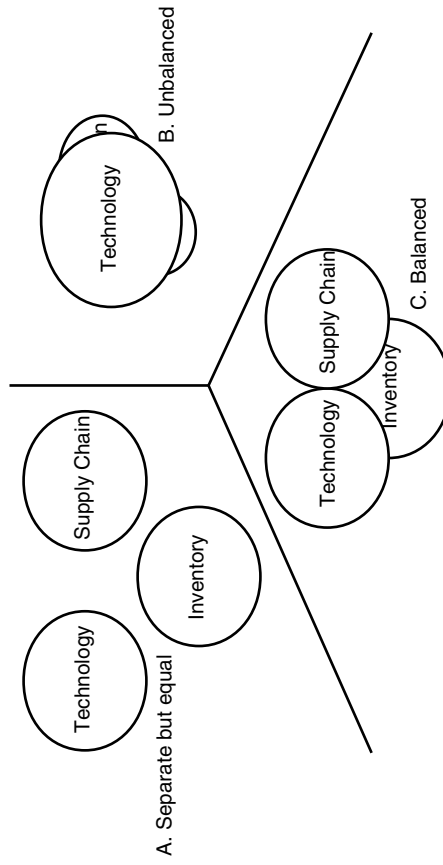 Technology
Supply Chain
Inventory
A. Separate but equal
Technology
n
B. Unbalanced
Technology
Supply Chain
Inventory
C. Balanced